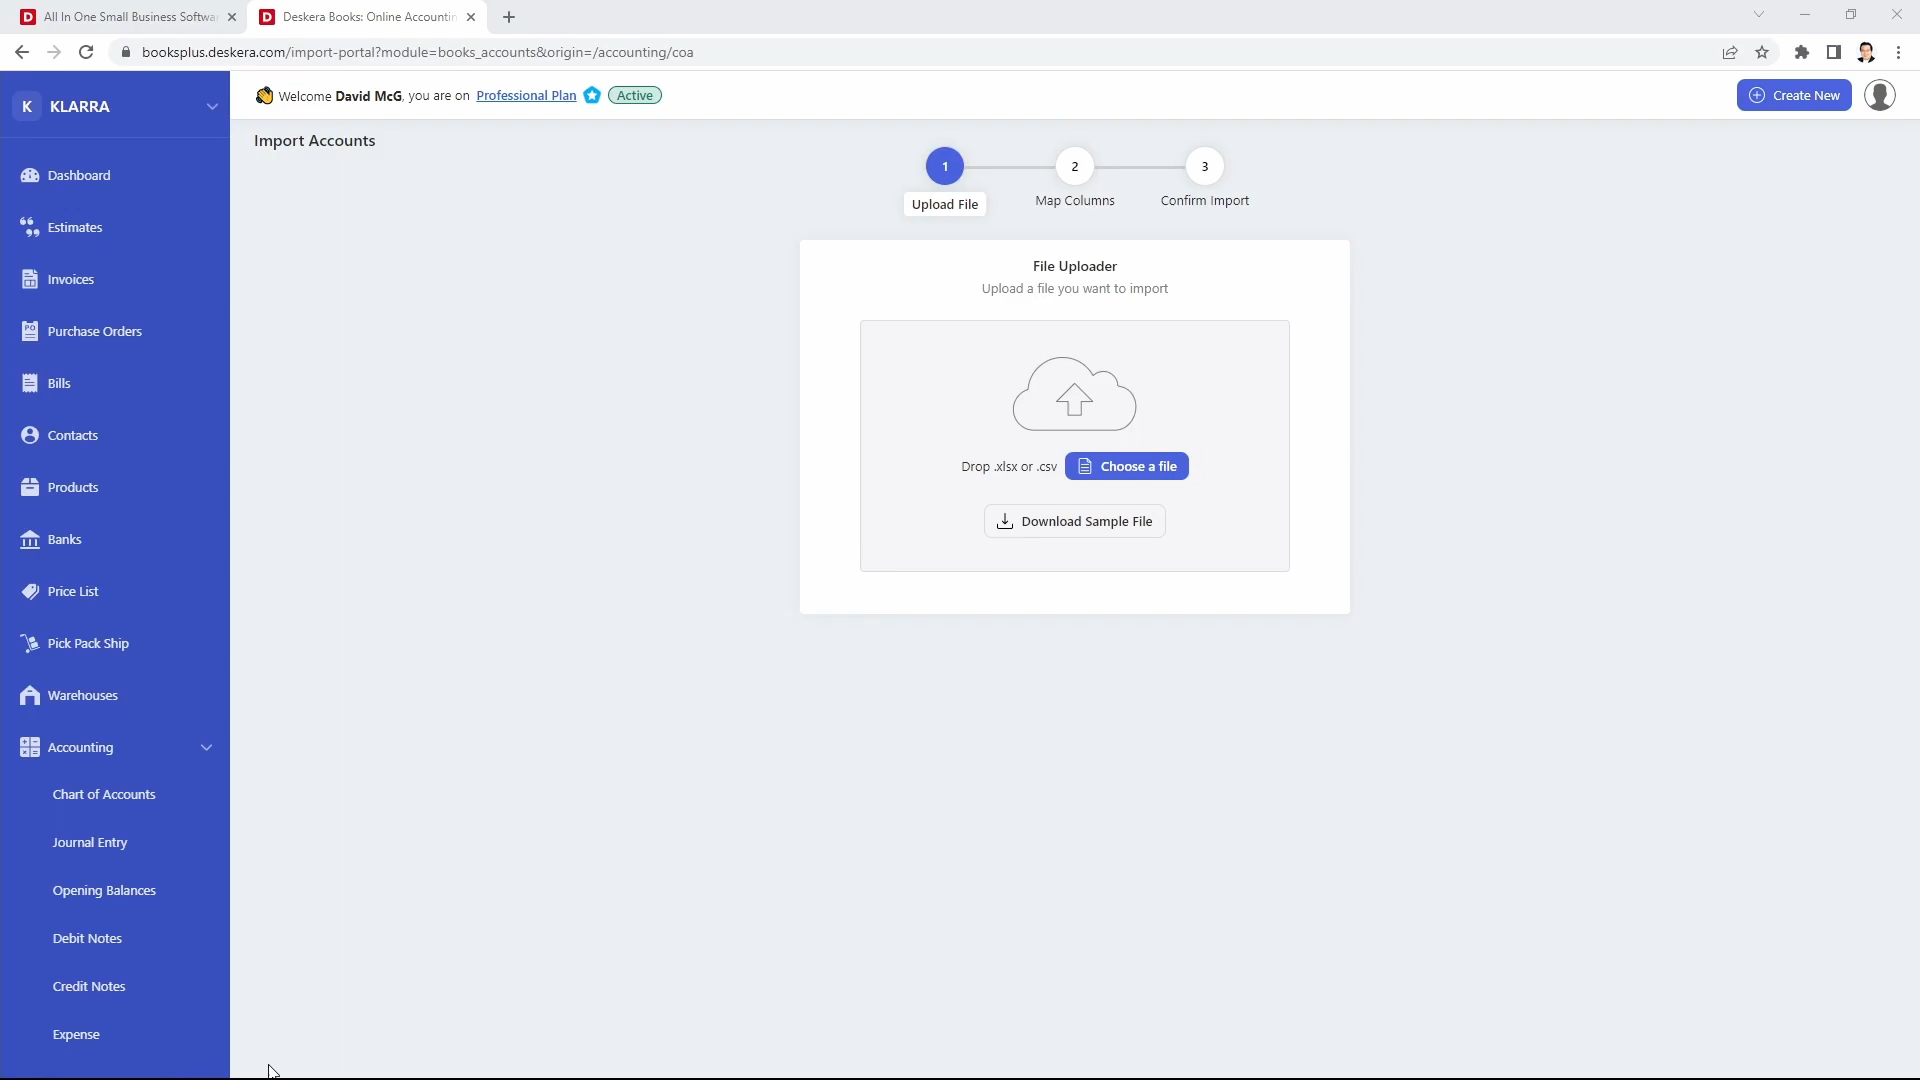 All In One Small Business Softwa
Deskera Books: Online Accountin
booksplus.deskera.com/import-portal?module=books_accounts&origin=/accounting/coa
K KLARRA
Welcome David McG, you are on Professional Plan Active
Create New
Import Accounts
1
2
3
Upload File
Map Columns
Confirm Import
Dashboard
Estimates
Invoices
Purchase Orders
Bills
Contacts
Products
Banks
Price List
Pick Pack Ship
Warehouses
Accounting
Chart of Accounts
Journal Entry
Opening Balances
Debit Notes
Credit Notes
Expense
File Uploader
Upload a file you want to import
Drop .xlsx or .csv Choose a file
Download Sample File